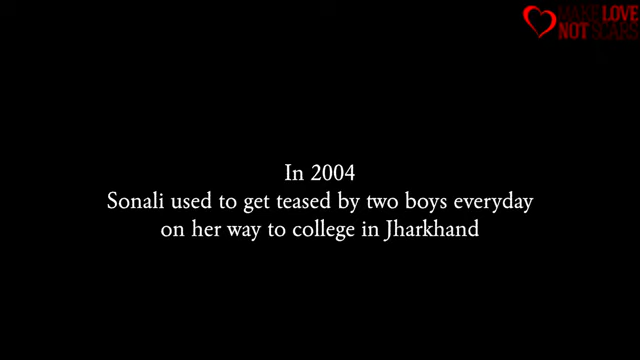 MAKE LOVE
NOT SCARS
In 2004
Sonali used to get teased by two boys everyday
on her way to college in Jharkhand